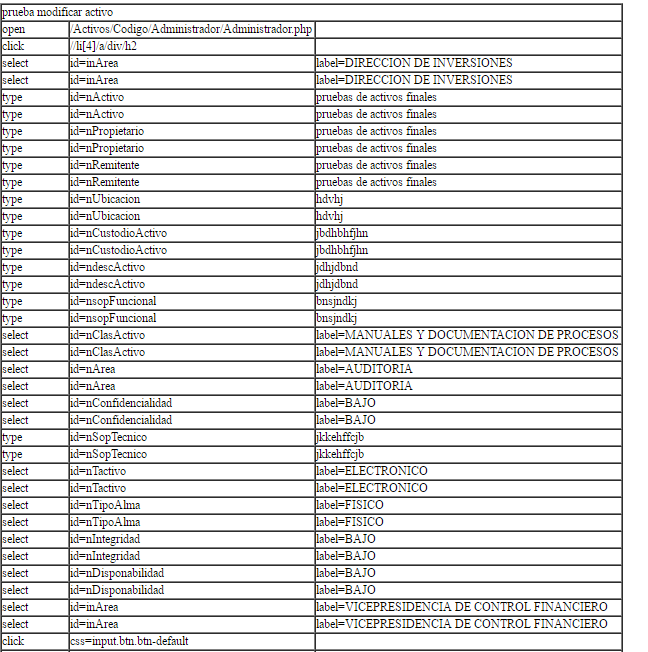 prueba modificar activo
open /Activos/Codigo/Administrador/Administrador.php
click //li[4]/a/div/h2
select id=inArea label=DIRECCION DE INVERSIONES
select id=inArea label=DIRECCION DE INVERSIONES
type id=nActivo pruebas de activos finales
type id=nActivo pruebas de activos finales
type id=nPropietario pruebas de activos finales
type id=nPropietario pruebas de activos finales
type id=nRemitente pruebas de activos finales
type id=nRemitente pruebas de activos finales
type id=nUbicacion hdvhj
type id=nUbicacion hdvhj
type id=nCustodioActivo jbdhbhfjhn
type id=nCustodioActivo jbdhbhfjhn
type id=ndescActivo jdhjdbnd
type id=ndescActivo jdhjdbnd
type id=nsopFuncional bnsjndkj
type id=nsopFuncional bnsjndkj
select id=nClasActivo label=MANUALES Y DOCUMENTACION DE PROCESOS
select id=nClasActivo label=MANUALES Y DOCUMENTACION DE PROCESOS
select id=nArea label=AUDITORIA
select id=nArea label=AUDITORIA
select id=nConfidencialidad label=BAJO
select id=nConfidencialidad label=BAJO
type id=nSopTecnico jkkehffcjb
type id=nSopTecnico jkkehffcjb
select id=nTactivo label=ELECTRONICO
select id=nTactivo label=ELECTRONICO
select id=nTipoAlma label=FISICO
select id=nTipoAlma label=FISICO
select id=nIntegridad label=BAJO
select id=nIntegridad label=BAJO
select id=nDisponabilidad label=BAJO
select id=nDisponabilidad label=BAJO
select id=inArea label=VICEPRESIDENCIA DE CONTROL FINANCIERO
select id=inArea label=VICEPRESIDENCIA DE CONTROL FINANCIERO
click css=input.btn.btn-default